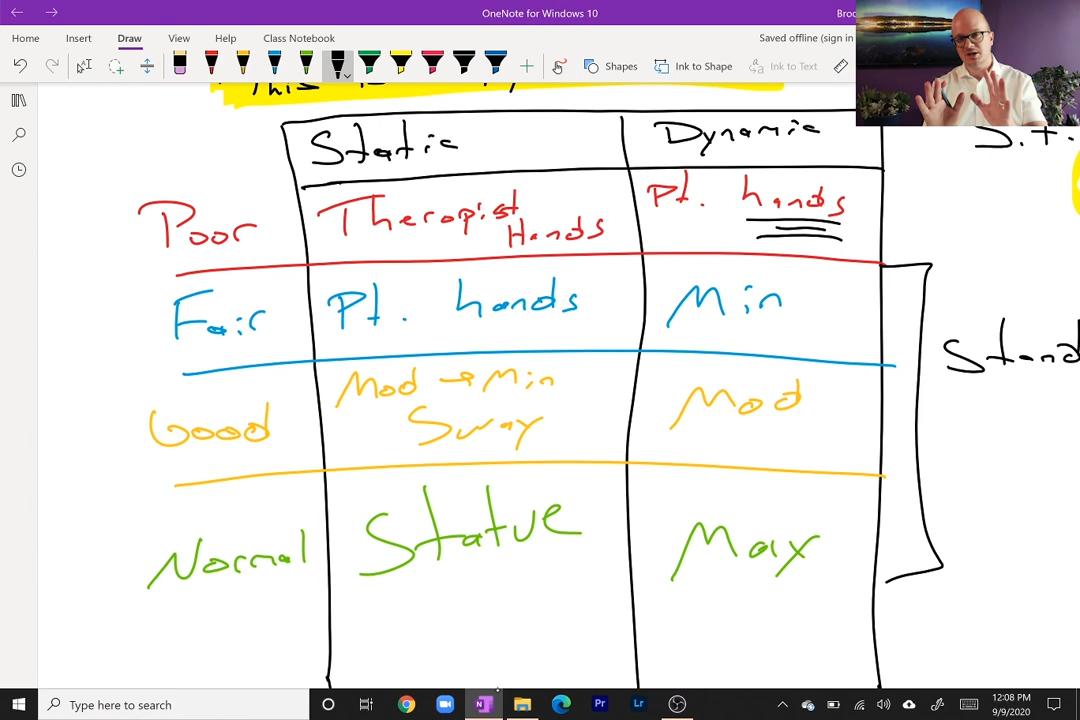 OneNote for Windows 10
Home Insert Draw View Help Class Notebook
Saved offline (sign in
Shapes Ink to Shape Ink to Text
This
Static Dynamic
S.t.
Poor Therapist Hands Pt. hands
Fair Pt. hands Min
Stand
Good Mod → Min Sway Mod
Normal Statue Max
Type here to search
12:08 PM
9/9/2020